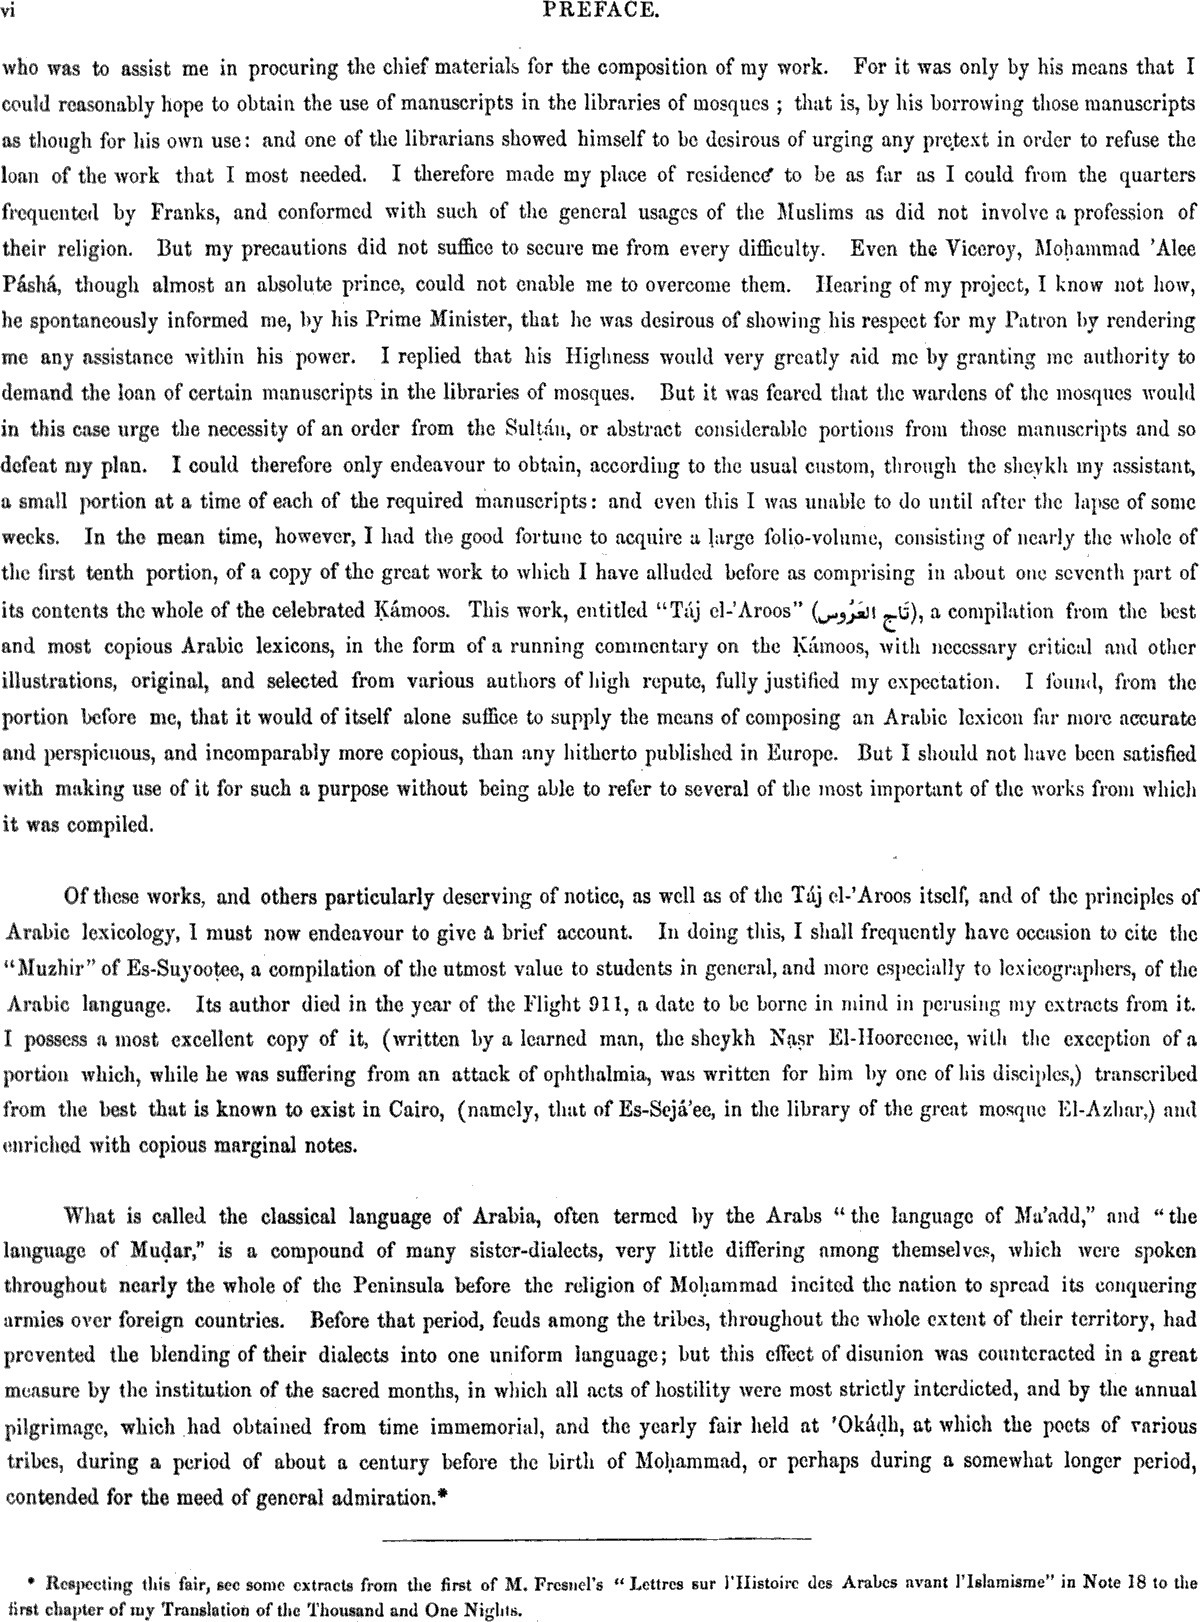 vi
PREFACE.
who was to assist me in procuring the chief materials for the composition of my work. For it was only by his means that I
could reasonably hope to obtain the use of manuscripts in the libraries of mosques ; that is, by his borrowing those manuscripts
as though for his own use: and one of the librarians showed himself to be desirous of urging any pretext in order to refuse the
loan of the work that I most needed. I therefore made my place of residence to be as far as I could from the quarters
frequented by Franks, and conformed with such of the general usages of the Muslims as did not involve a profession of
their religion. But my precautions did not suffice to secure me from every difficulty. Even the Viceroy, Moḥammad ’Alee
Páshá, though almost an absolute prince, could not enable me to overcome them. Hearing of my project, I know not how,
he spontaneously informed me, by his Prime Minister, that he was desirous of showing his respect for my Patron by rendering
me any assistance within his power. I replied that his Highness would very greatly aid me by granting me authority to
demand the loan of certain manuscripts in the libraries of mosques. But it was feared that the wardens of the mosques would
in this case urge the necessity of an order from the Sulṭán, or abstract considerable portions from those manuscripts and so
defeat my plan. I could therefore only endeavour to obtain, according to the usual custom, through the sheykh my assistant,
a small portion at a time of each of the required manuscripts: and even this I was unable to do until after the lapse of some
weeks. In the mean time, however, I had the good fortune to acquire a large folio-volume, consisting of nearly the whole of
the first tenth portion, of a copy of the great work to which I have alluded before as comprising in about one seventh part of
its contents the whole of the celebrated Ḳámoos. This work, entitled “Táj el-’Aroos” (تَاج العَرُوس), a compilation from the best
and most copious Arabic lexicons, in the form of a running commentary on the Ḳámoos, with necessary critical and other
illustrations, original, and selected from various authors of high repute, fully justified my expectation. I found, from the
portion before me, that it would of itself alone suffice to supply the means of composing an Arabic lexicon far more accurate
and perspicuous, and incomparably more copious, than any hitherto published in Europe. But I should not have been satisfied
with making use of it for such a purpose without being able to refer to several of the most important of the works from which
it was compiled.
Of these works, and others particularly deserving of notice, as well as of the Táj el-’Aroos itself, and of the principles of
Arabic lexicology, I must now endeavour to give a brief account. In doing this, I shall frequently have occasion to cite the
“Muzhir” of Es-Suyooṭee, a compilation of the utmost value to students in general, and more especially to lexicographers, of the
Arabic language. Its author died in the year of the Flight 911, a date to be borne in mind in perusing my extracts from it.
I possess a most excellent copy of it, (written by a learned man, the sheykh Naṣr El-Hooreenee, with the exception of a
portion which, while he was suffering from an attack of ophthalmia, was written for him by one of his disciples,) transcribed
from the best that is known to exist in Cairo, (namely, that of Es-Sejá’ee, in the library of the great mosque El-Azhar,) and
enriched with copious marginal notes.
What is called the classical language of Arabia, often termed by the Arabs “the language of Ma’add,” and “the
language of Muḍar,” is a compound of many sister-dialects, very little differing among themselves, which were spoken
throughout nearly the whole of the Peninsula before the religion of Moḥammad incited the nation to spread its conquering
armies over foreign countries. Before that period, feuds among the tribes, throughout the whole extent of their territory, had
prevented the blending of their dialects into one uniform language; but this effect of disunion was counteracted in a great
measure by the institution of the sacred months, in which all acts of hostility were most strictly interdicted, and by the annual
pilgrimage, which had obtained from time immemorial, and the yearly fair held at ’Okáḍh, at which the poets of various
tribes, during a period of about a century before the birth of Moḥammad, or perhaps during a somewhat longer period,
contended for the meed of general admiration.*
* Respecting this fair, see some extracts from the first of M. Fresnel’s “Lettres sur l’Histoire des Arabes avant l’Islamisme” in Note 18 to the
first chapter of my Translation of the Thousand and One Nights.